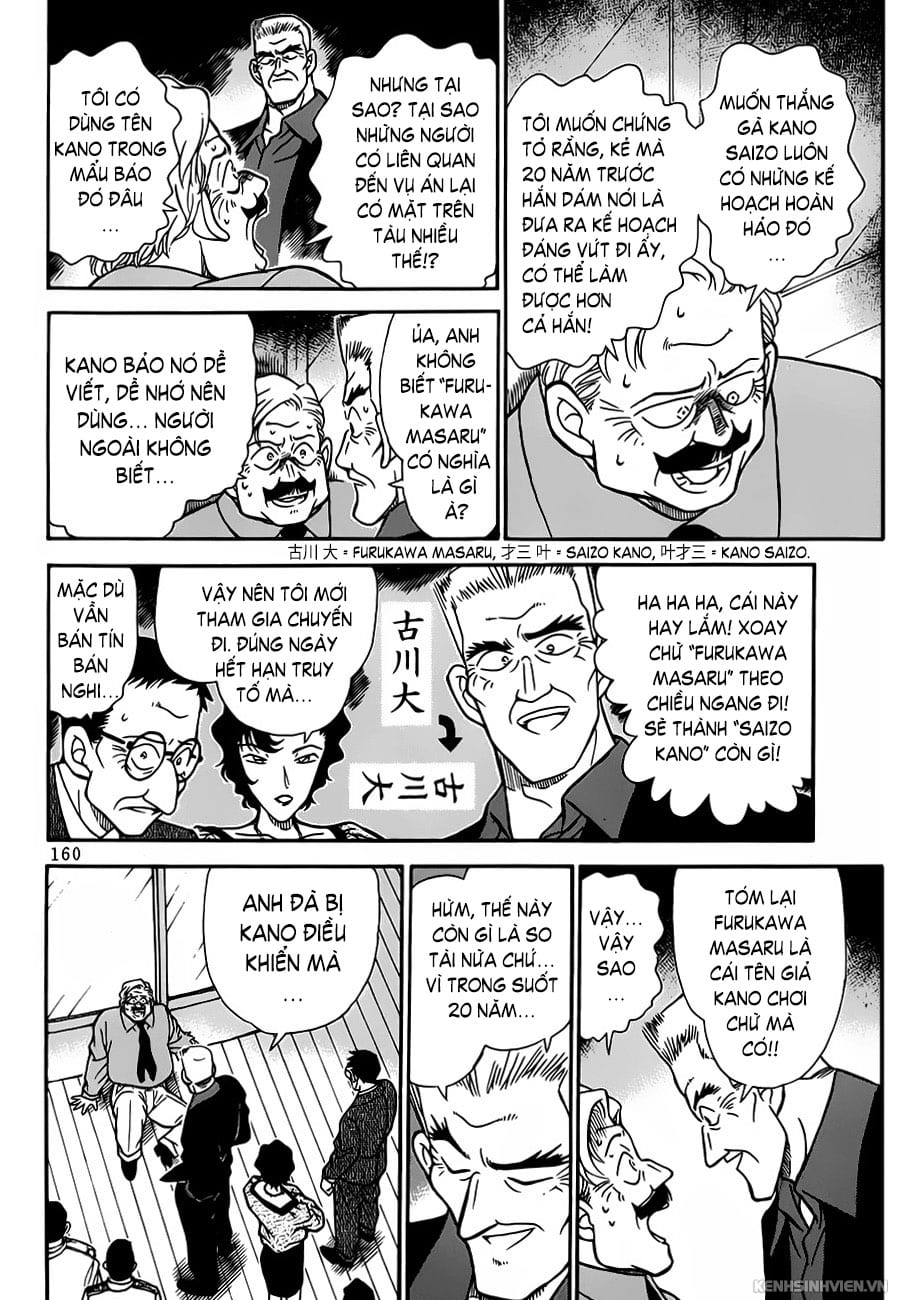 MUỐN THẮNG
GÃ KANO
SAIZO LUÔN
CÓ NHỮNG KẾ
HOẠCH HOÀN
HẢO ĐÓ
...
TÔI MUỐN CHỨNG
TỎ RẰNG, KẺ MÀ
20 NĂM TRƯỚC
HẮN DÁM NÓI LÀ
ĐƯA RA KẾ HOẠCH
ĐÁNG VỨT ĐI ẤY,
CÓ THỂ LÀM
ĐƯỢC HƠN
CẢ HẮN!
NHƯNG TẠI
SAO? TẠI SAO
NHỮNG NGƯỜI
CÓ LIÊN QUAN
ĐẾN VỤ ÁN LẠI
CÓ MẶT TRÊN
TÀU NHIỀU
THẾ!?
TÔI CÓ
DÙNG TÊN
KANO TRONG
MẨU BÁO
ĐÓ ĐÂU
...
ỦA, ANH
KHÔNG
BIẾT "FURU-
KAWA
MASARU"
CÓ NGHĨA
LÀ GÌ
À?
KANO BẢO NÓ DỄ
VIẾT, DỄ NHỚ NÊN
DÙNG... NGƯỜI
NGOÀI KHÔNG
BIẾT...
古川 大 = FURUKAWA MASARU, 才三 叶 = SAIZO KANO, 叶才三 = KANO SAIZO.
HA HA HA, CÁI NÀY
HAY LẮM! XOAY
CHỮ "FURUKAWA
MASARU" THEO
CHIỀU NGANG ĐI!
SẼ THÀNH "SAIZO
KANO" CÒN GÌ!
古川大
古川大
VẬY NÊN TÔI MỚI
THAM GIA CHUYẾN
ĐI. ĐÚNG NGÀY
HẾT HẠN TRUY
TỐ MÀ...
MẶC DÙ
VẪN
BÁN TÍN
BÁN
NGHI...
160
TÓM LẠI
FURUKAWA
MASARU LÀ
CÁI TÊN GIẢ
KANO CHƠI
CHỮ MÀ
CÓ!!
VẬY...
VẬY
SAO
...
HỪM, THẾ NÀY
CÒN GÌ LÀ SO
TÀI NỮA CHỨ...
VÌ TRONG SUỐT
20 NĂM...
ANH ĐÃ BỊ
KANO ĐIỀU
KHIỂN MÀ
...
KENHSINHVIEN.VN